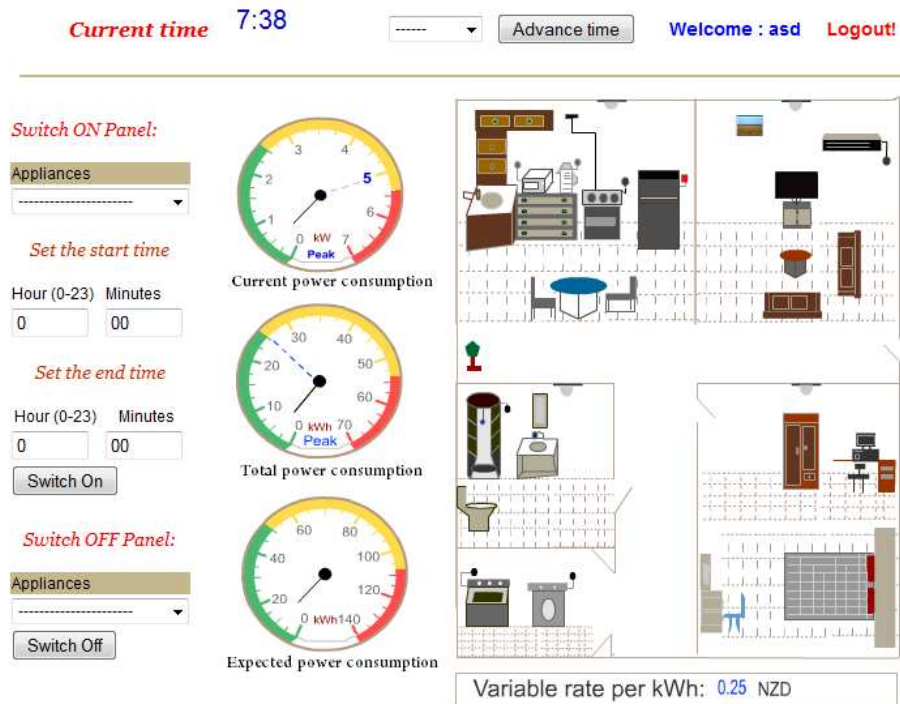 Current time 7:38 ------ Advance time Welcome : asd Logout!
Switch ON Panel:
Appliances
-----------------------
Set the start time
Hour (0-23) Minutes
0 00
Set the end time
Hour (0-23) Minutes
0 00
Switch On
Switch OFF Panel:
Appliances
-----------------------
Switch Off
3 4
2 5
1 6
0 kW 7
Peak
Current power consumption
30 40
20 50
10 60
0 kWh 70
Peak
Total power consumption
60 80
40 100
20 120
0 kWh 140
Expected power consumption
Variable rate per kWh: 0.25 NZD